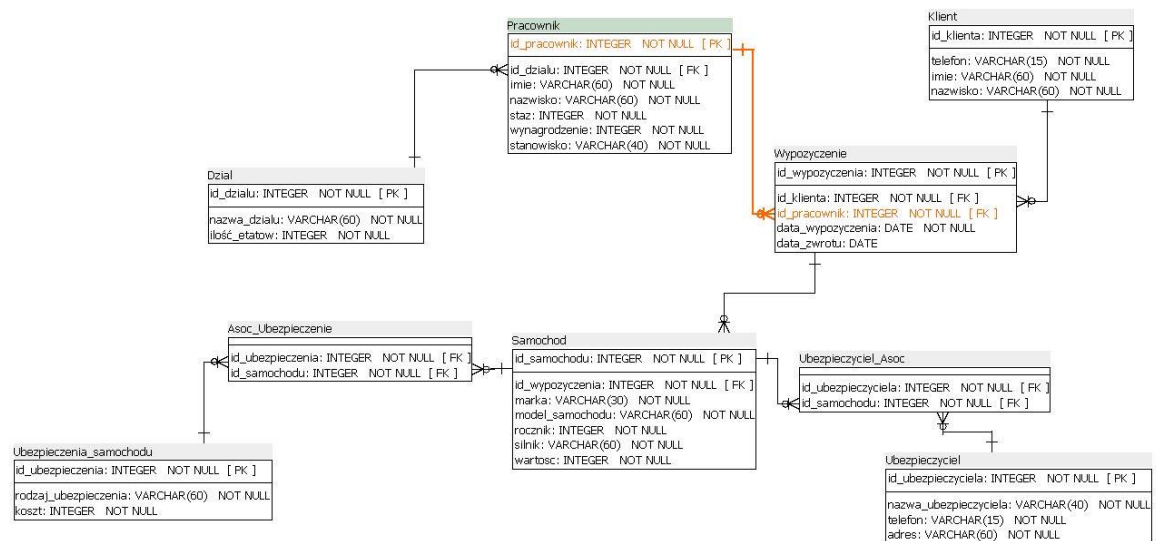 Pracownik
id_pracownik: INTEGER NOT NULL [ PK ]
id_dzialu: INTEGER NOT NULL [ FK ]
imie: VARCHAR(60) NOT NULL
nazwisko: VARCHAR(60) NOT NULL
staz: INTEGER NOT NULL
wynagrodzenie: INTEGER NOT NULL
stanowisko: VARCHAR(40) NOT NULL
Klient
id_klienta: INTEGER NOT NULL [ PK ]
telefon: VARCHAR(15) NOT NULL
imie: VARCHAR(60) NOT NULL
nazwisko: VARCHAR(60) NOT NULL
Dzial
id_dzialu: INTEGER NOT NULL [ PK ]
nazwa_dzialu: VARCHAR(60) NOT NULL
ilość_etatow: INTEGER NOT NULL
Wypozyczenie
id_wypozyczenia: INTEGER NOT NULL [ PK ]
id_klienta: INTEGER NOT NULL [ FK ]
id_pracownik: INTEGER NOT NULL [ FK ]
data_wypozyczenia: DATE NOT NULL
data_zwrotu: DATE
Asoc_Ubezpieczenie
id_ubezpieczenia: INTEGER NOT NULL [ FK ]
id_samochodu: INTEGER NOT NULL [ FK ]
Samochod
id_samochodu: INTEGER NOT NULL [ PK ]
id_wypozyczenia: INTEGER NOT NULL [ FK ]
marka: VARCHAR(30) NOT NULL
model_samochodu: VARCHAR(60) NOT NULL
rocznik: INTEGER NOT NULL
silnik: VARCHAR(60) NOT NULL
wartosc: INTEGER NOT NULL
Ubezpieczyciel_Asoc
id_ubezpieczyciela: INTEGER NOT NULL [ FK ]
id_samochodu: INTEGER NOT NULL [ FK ]
Ubezpieczenia_samochodu
id_ubezpieczenia: INTEGER NOT NULL [ PK ]
rodzaj_ubezpieczenia: VARCHAR(60) NOT NULL
koszt: INTEGER NOT NULL
Ubezpieczyciel
id_ubezpieczyciela: INTEGER NOT NULL [ PK ]
nazwa_ubezpieczyciela: VARCHAR(40) NOT NULL
telefon: VARCHAR(15) NOT NULL
adres: VARCHAR(60) NOT NULL